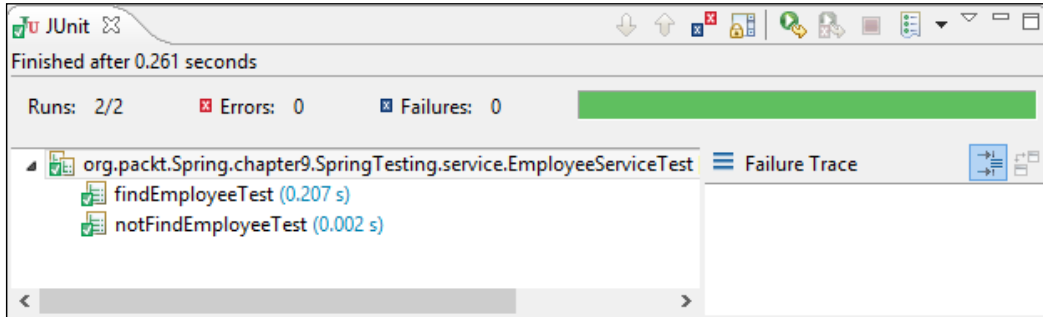 JUnit
Finished after 0.261 seconds
Runs: 2/2 Errors: 0 Failures: 0
org.packt.Spring.chapter9.SpringTesting.service.EmployeeServiceTest
Failure Trace
findEmployeeTest (0.207 s)
notFindEmployeeTest (0.002 s)